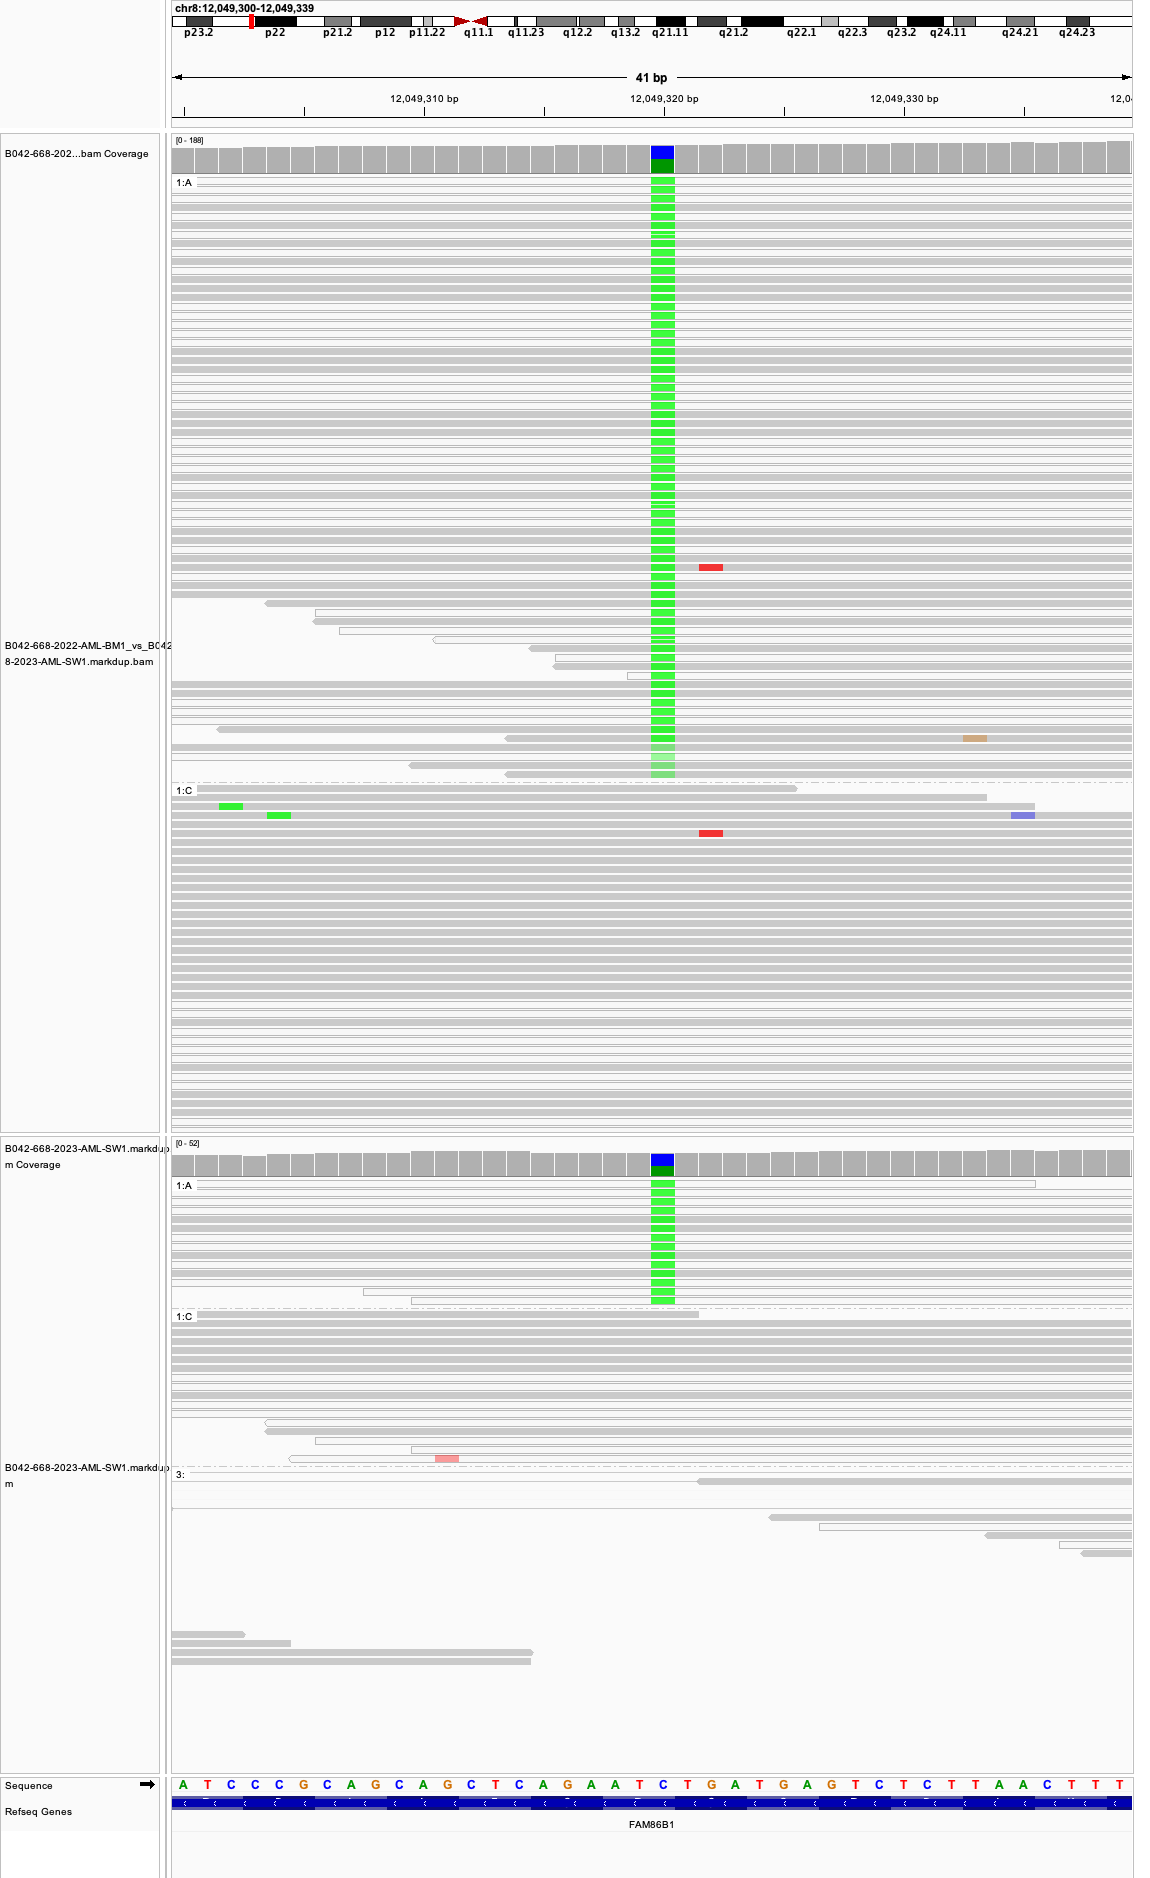 chr8:12,049,300-12,049,339
p23.2 p22 p21.2 p12 p11.22 q11.1 q11.23 q12.2 q13.2 q21.11 q21.2 q22.1 q22.3 q23.2 q24.11 q24.21 q24.23
41 bp
12,049,310 bp 12,049,320 bp 12,049,330 bp 12,0
[0 - 188]
B042-668-202...bam Coverage
1:A
B042-668-2022-AML-BM1_vs_B042
8-2023-AML-SW1.markdup.bam
1:C
[0 - 52]
B042-668-2023-AML-SW1.markdup
m Coverage
1:A
1:C
B042-668-2023-AML-SW1.markdup
m
3:
Sequence A T C C C G C A G C A G C T C A G A A T C T G A T G A G T C T C T T A A C T T T
Refseq Genes
FAM86B1